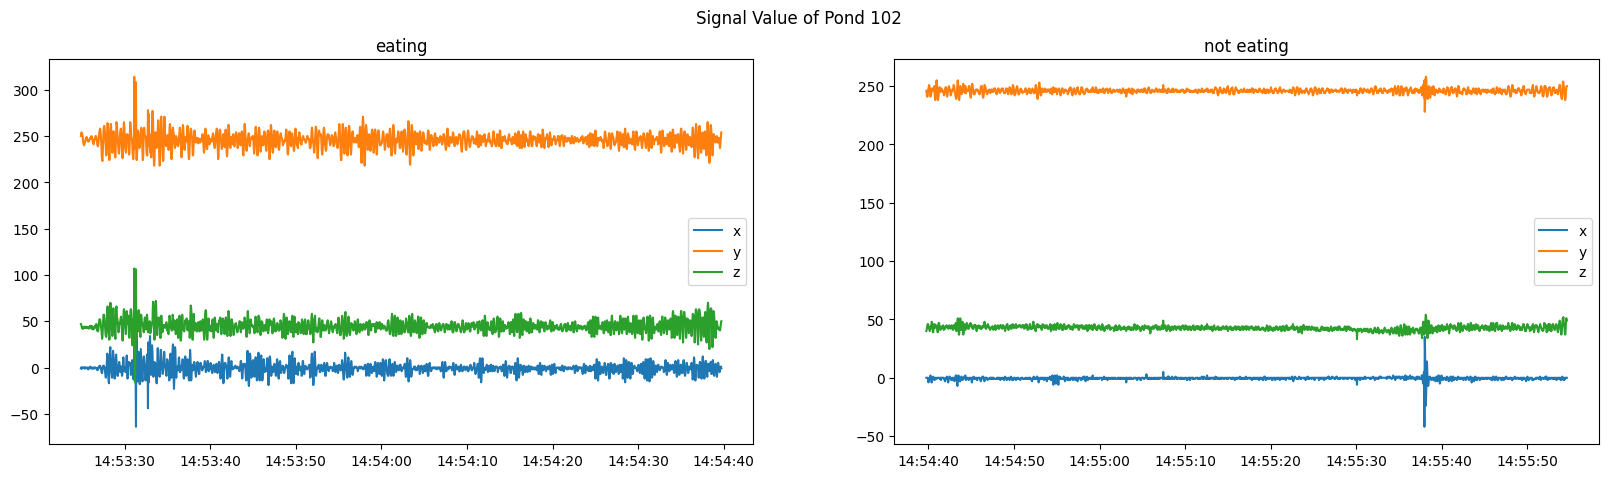 Signal Value of Pond 102
eating
300
250
200
150
100
50
0
−50
x
y
z
14:53:30 14:53:40 14:53:50 14:54:00 14:54:10 14:54:20 14:54:30 14:54:40
not eating
250
200
150
100
50
0
−50
x
y
z
14:54:40 14:54:50 14:55:00 14:55:10 14:55:20 14:55:30 14:55:40 14:55:50